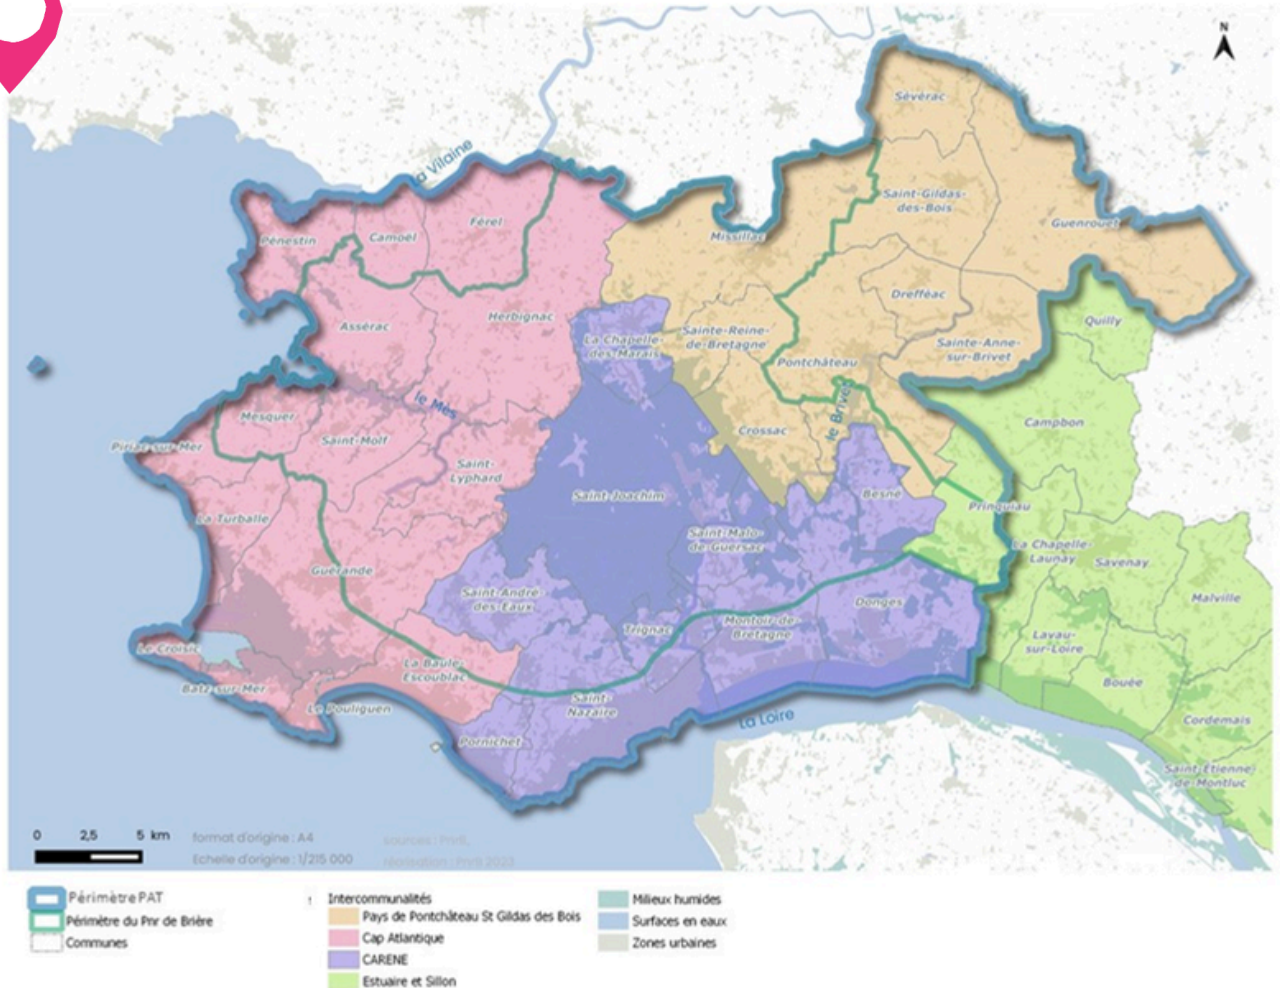 N
Sévérac
La Vilaine
Saint-Gildas-
des-Bois
Férel
Guenrouet
Camoël
Missillac
Pénestin
Drefféac
Herbignac
Quilly
Assérac
Sainte-Reine-
de-Bretagne
La Chapelle-
des-Marais
Sainte-Anne-
sur-Brivet
Pontchâteau
le Mès
le Brivet
Mesquer
Campbon
Crossac
Saint-Molf
Piriac-sur-Mer
Saint-
Lyphard
Saint-Joachim
Besné
Prinquiau
La Turballe
Saint-Malo-
de-Guersac
La Chapelle-
Launay
Savenay
Guérande
Saint-André-
des-Eaux
Donges
Malville
Trignac
Montoir-de-
Bretagne
Lavau-
sur-Loire
Le Croisic
La Baule-
Escoublac
Bouée
Batz-sur-Mer
Saint-
Nazaire
Le Pouliguen
La Loire
Cordemais
Pornichet
Saint-Étienne-
de-Montluc
0 2,5 5 km
format d'origine : A4
sources : PnrB,
Echelle d'origine : 1/215 000
réalisation : PnrB 2023
Périmètre PAT
Périmètre du Pnr de Brière
Communes
Intercommunalités
Pays de Pontchâteau St Gildas des Bois
Cap Atlantique
CARENE
Estuaire et Sillon
Milieux humides
Surfaces en eaux
Zones urbaines